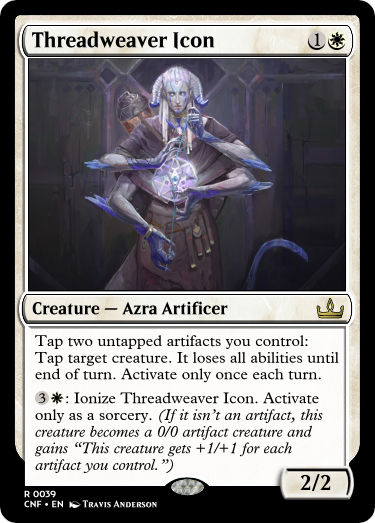 Threadweaver Icon 1
Creature — Azra Artificer
Tap two untapped artifacts you control:
Tap target creature. It loses all abilities until
end of turn. Activate only once each turn.
3 : Ionize Threadweaver Icon. Activate
only as a sorcery. (If it isn't an artifact, this
creature becomes a 0/0 artifact creature and
gains “This creature gets +1/+1 for each
artifact you control.”)
2/2
R 0039
CNF • EN Travis Anderson